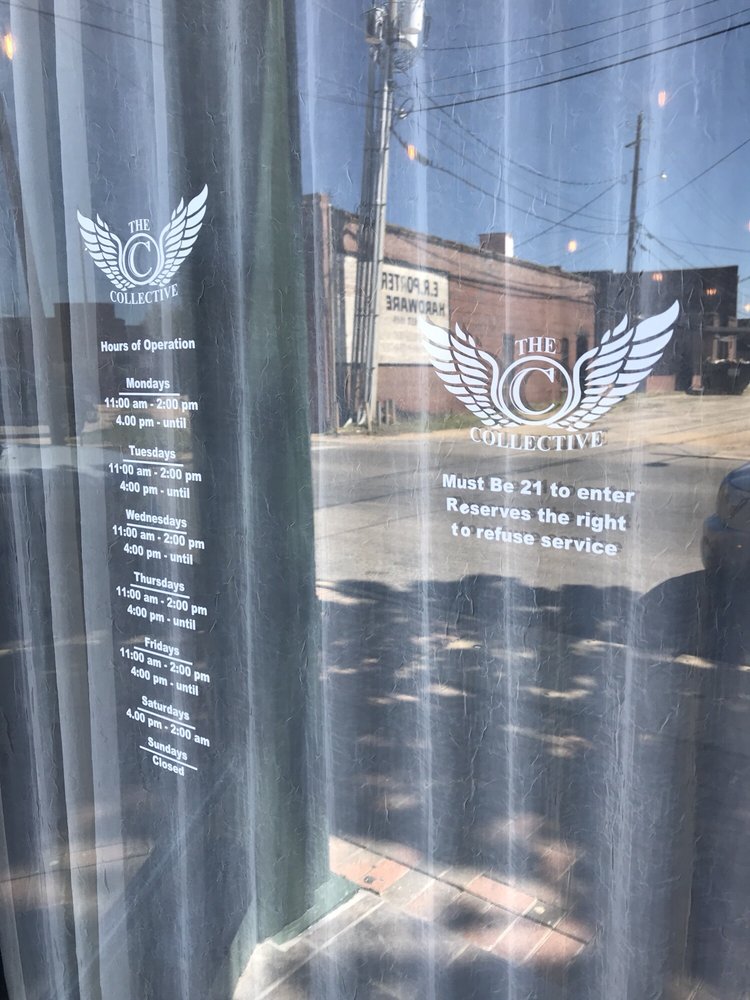 THE
C
COLLECTIVE
Hours of Operation
Mondays
11:00 am - 2:00 pm
4.00 pm - until
Tuesdays
11:00 am - 2:00 pm
4:00 pm - until
Wednesdays
11:00 am - 2:00 pm
4:00 pm - until
Thursdays
11:00 am - 2:00 pm
4:00 pm - until
Fridays
11:00 am - 2:00 pm
4:00 pm - until
Saturdays
4.00 pm - 2:00 am
Sundays
Closed
E.R. PORTER
HARDWARE
THE
C
COLLECTIVE
Must Be 21 to enter
Reserves the right
to refuse service